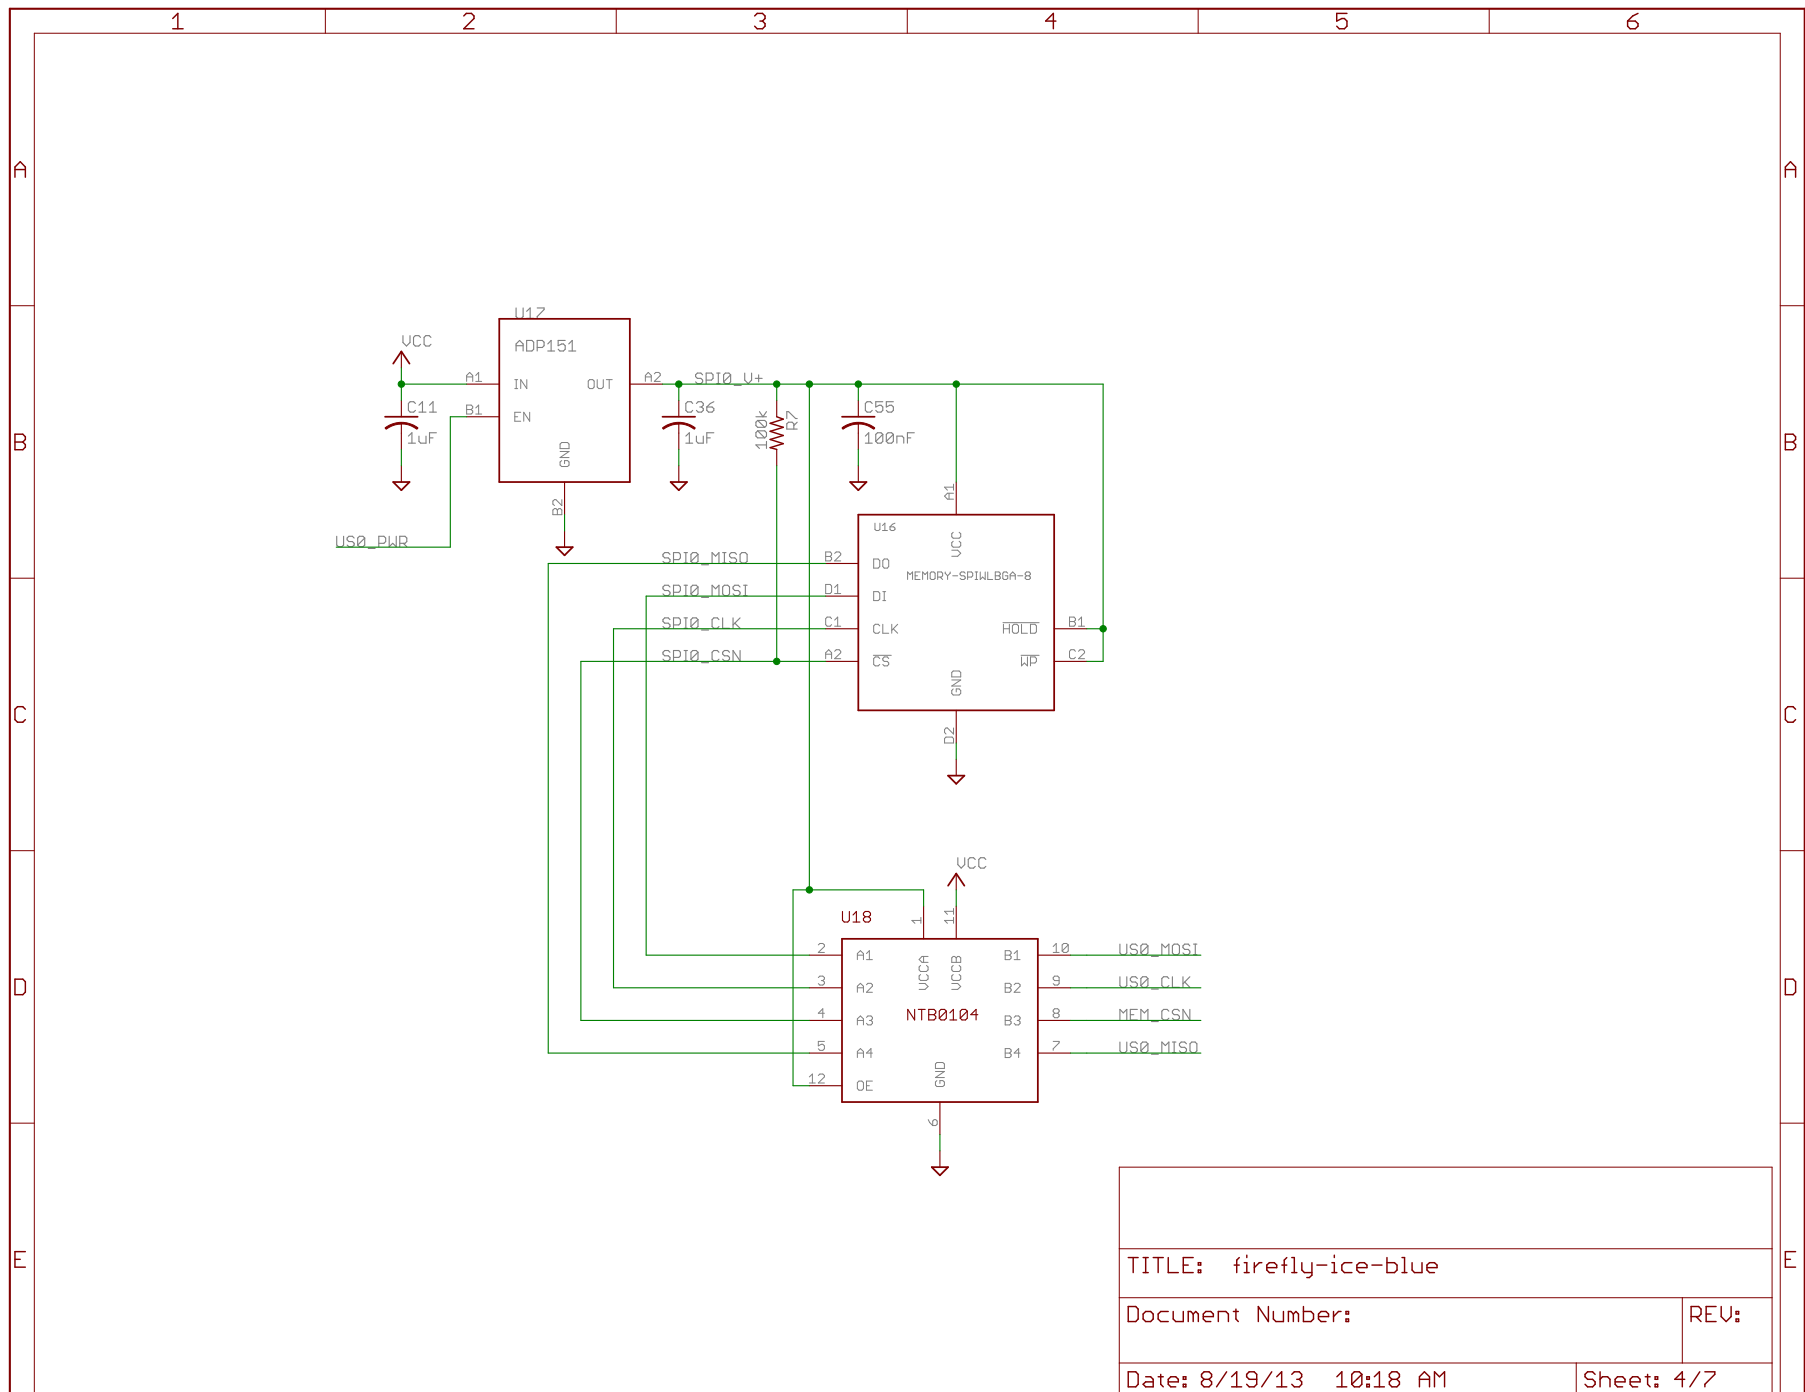 1 2 3 4 5 6
A A
B B
C C
D D
E E
U17
ADP151
VCC
A1 IN OUT A2 SPI0_V+
B1 EN
GND
B2
C11
1uF
US0_PWR
C36
1uF
100k
R7
C55
100nF
A1
U16
VCC
MEMORY-SPIWLBGA-8
SPI0_MISO B2 DO
SPI0_MOSI D1 DI
SPI0_CLK C1 CLK HOLD B1
SPI0_CSN A2 CS WP C2
GND
D2
VCC
U18
1 11
VCCA VCCB
2 A1 B1 10 US0_MOSI
3 A2 B2 9 US0_CLK
NTB0104
4 A3 B3 8 MEM_CSN
5 A4 B4 7 US0_MISO
12 OE
GND
6
TITLE: firefly-ice-blue
Document Number:
REV:
Date: 8/19/13 10:18 AM
Sheet: 4/7